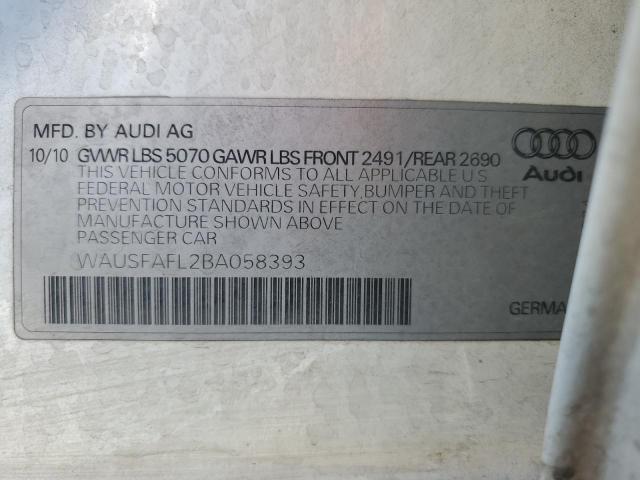 MFD. BY AUDI AG
10/10 GVWR LBS 5070 GAWR LBS FRONT 2491/REAR 2690
THIS VEHICLE CONFORMS TO ALL APPLICABLE U S
FEDERAL MOTOR VEHICLE SAFETY,BUMPER AND THEFT
PREVENTION STANDARDS IN EFFECT ON THE DATE OF
MANUFACTURE SHOWN ABOVE
PASSENGER CAR
WAUSFAFL2BA058393
Audi
GERMA